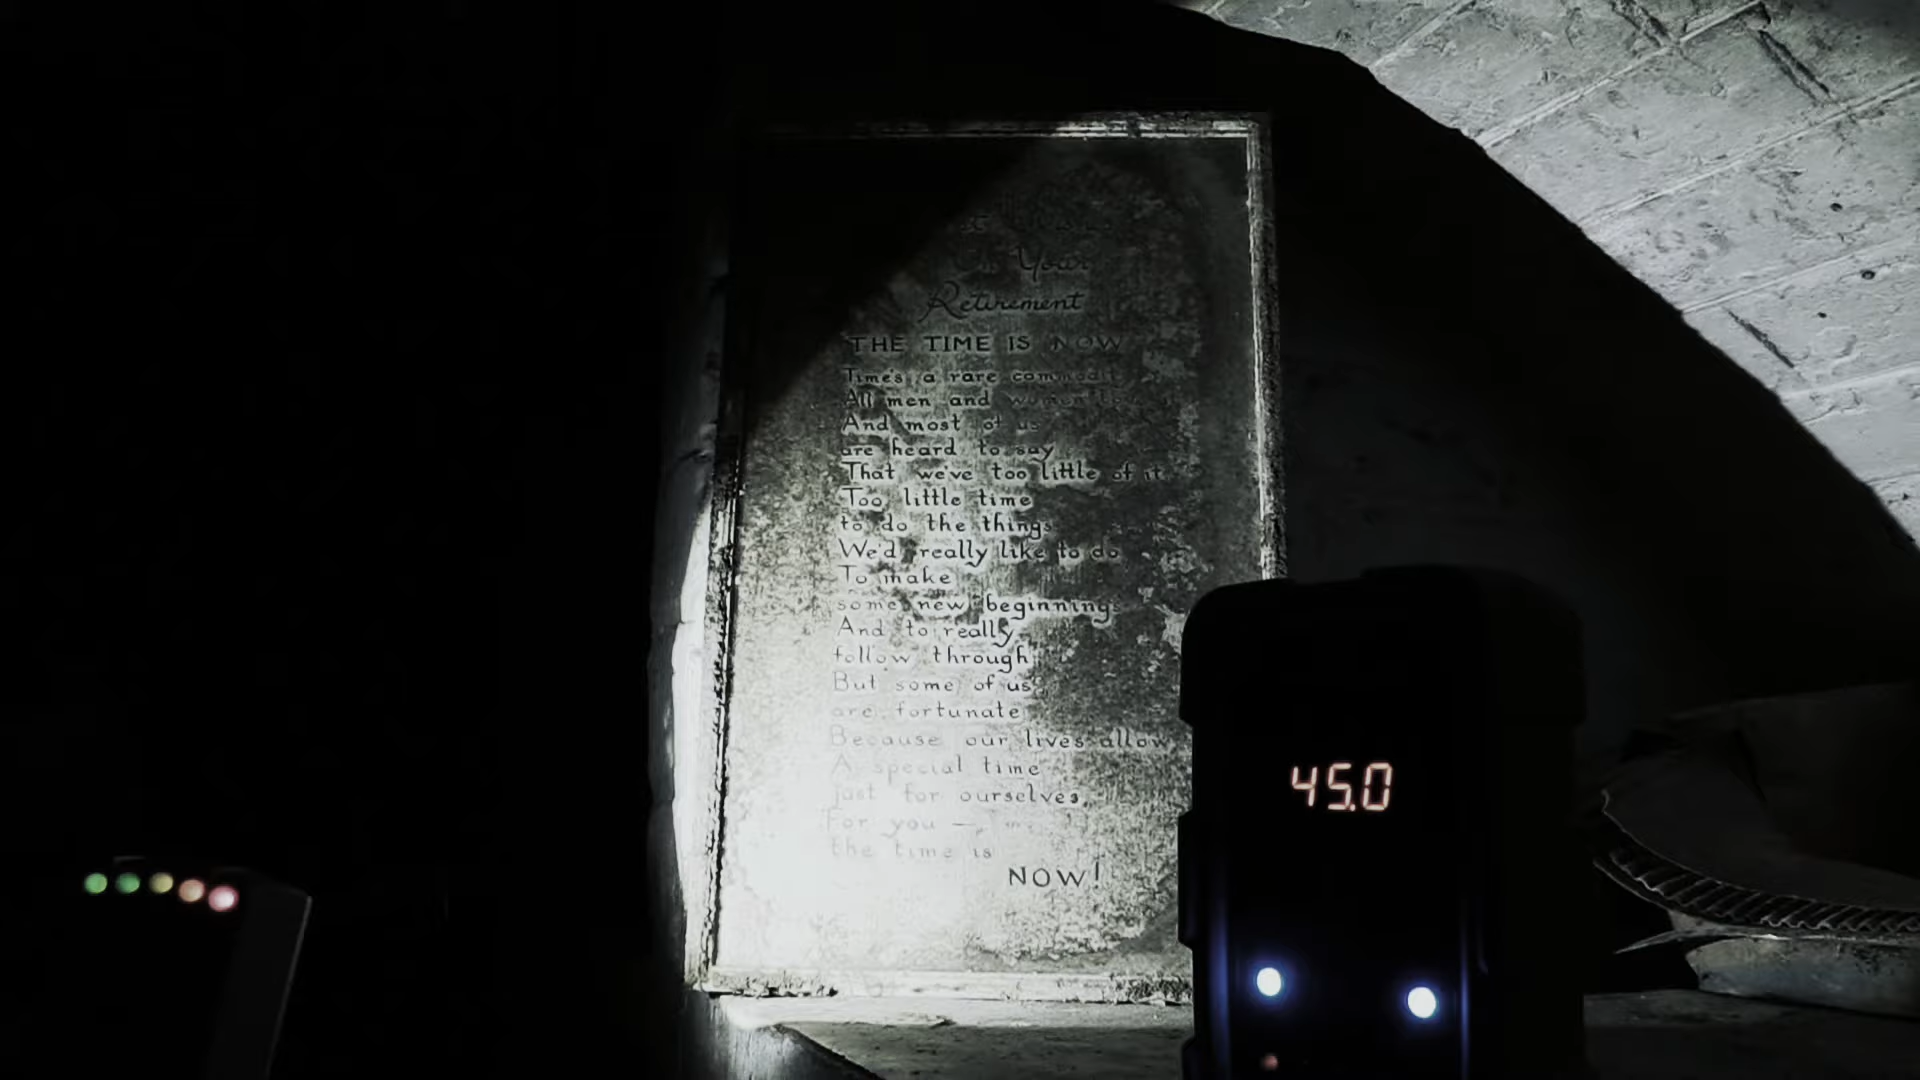 On Your
Retirement
THE TIME IS NOW
Time's a rare commodity
All men and women
And most of us
are heard to say
That we've too little of it
Too little time
to do the things
We'd really like to do
To make
some new beginnings
And to really
follow through
But some of us
are fortunate
Because our lives allow
A special time
just for ourselves,
For you —
the time is
NOW!
45.0